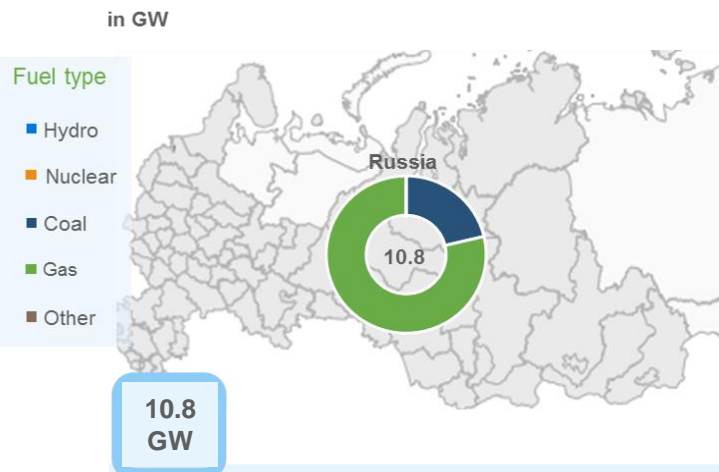 in GW
Fuel type
Hydro
Nuclear
Coal
Gas
Other
Russia
10.8
10.8
GW